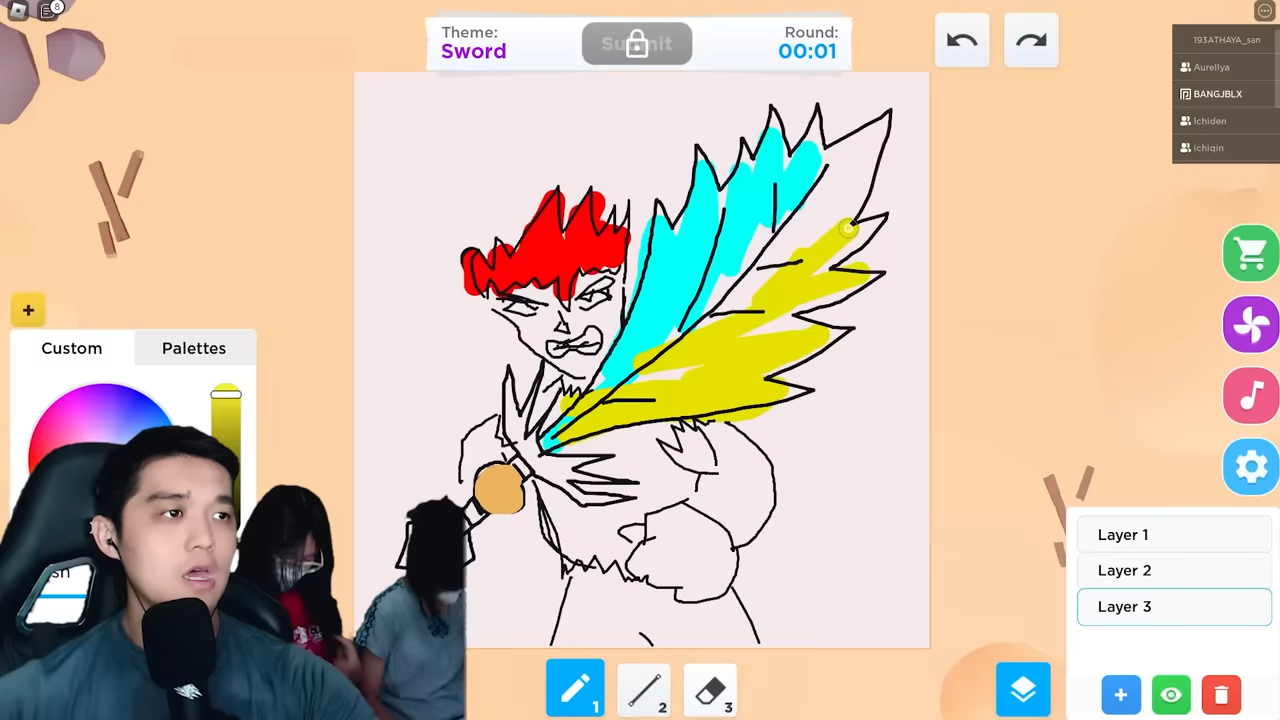 8
Theme:
Sword
Submit
Round:
00:01
193ATHAYA_san
Aurellya
BANGJBLX
Ichiden
ichiqin
+
Custom
Palettes
Layer 1
Layer 2
Layer 3
1
2
3
+